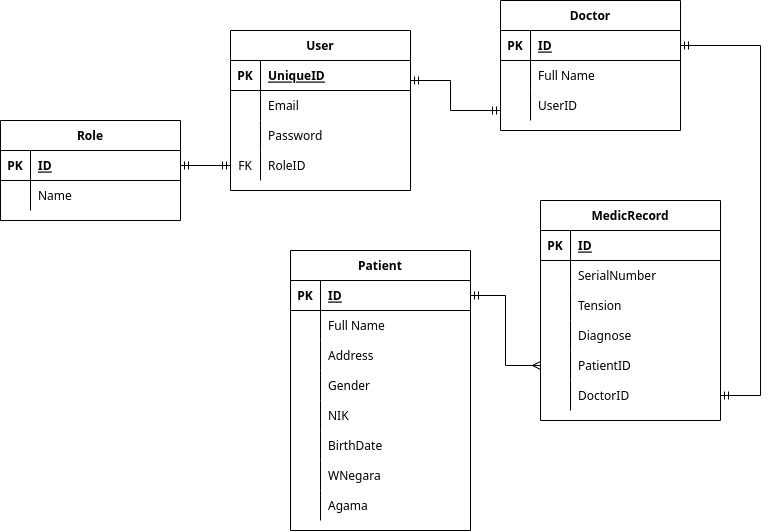 Doctor
PK ID
Full Name
UserID
User
PK UniqueID
Email
Password
FK RoleID
Role
PK ID
Name
MedicRecord
PK ID
SerialNumber
Tension
Diagnose
PatientID
DoctorID
Patient
PK ID
Full Name
Address
Gender
NIK
BirthDate
WNegara
Agama